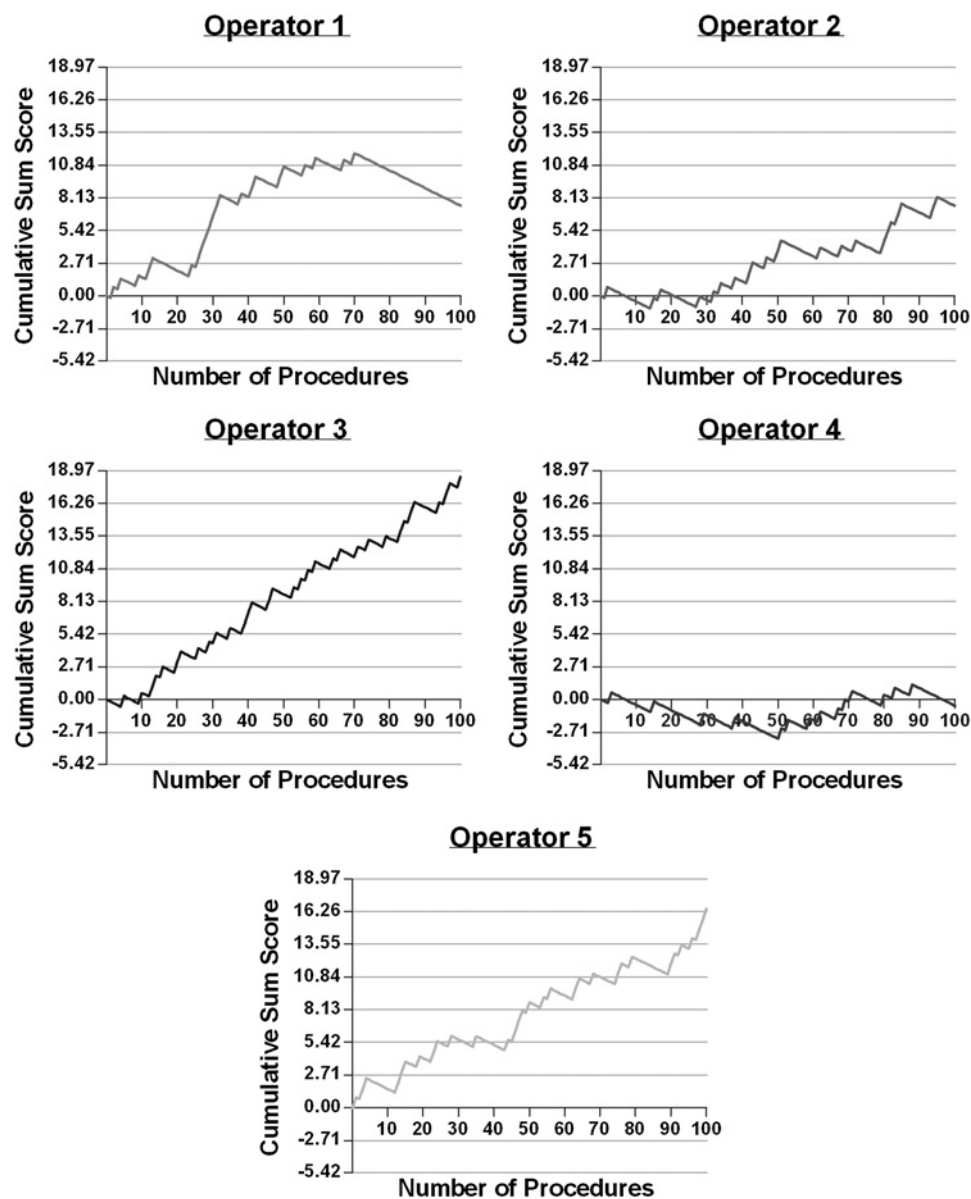 Operator 1
Cumulative Sum Score
18.97
16.26
13.55
10.84
8.13
5.42
2.71
0.00
-2.71
-5.42
10 20 30 40 50 60 70 80 90 100
Number of Procedures
Operator 2
Cumulative Sum Score
18.97
16.26
13.55
10.84
8.13
5.42
2.71
0.00
-2.71
-5.42
10 20 30 40 50 60 70 80 90 100
Number of Procedures
Operator 3
Cumulative Sum Score
18.97
16.26
13.55
10.84
8.13
5.42
2.71
0.00
-2.71
-5.42
10 20 30 40 50 60 70 80 90 100
Number of Procedures
Operator 4
Cumulative Sum Score
18.97
16.26
13.55
10.84
8.13
5.42
2.71
0.00
-2.71
-5.42
10 20 30 40 50 60 70 80 90 100
Number of Procedures
Operator 5
Cumulative Sum Score
18.97
16.26
13.55
10.84
8.13
5.42
2.71
0.00
-2.71
-5.42
10 20 30 40 50 60 70 80 90 100
Number of Procedures